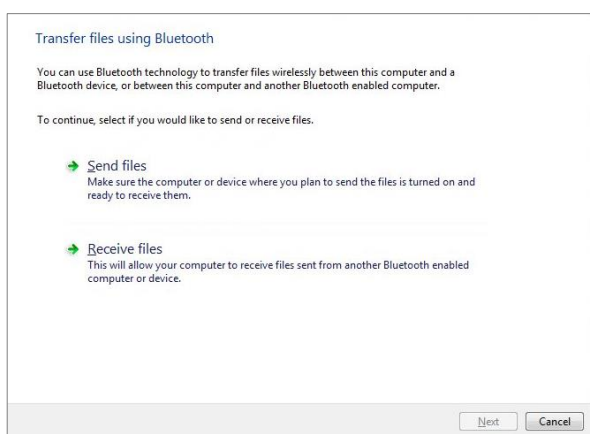 Transfer files using Bluetooth
You can use Bluetooth technology to transfer files wirelessly between this computer and a
Bluetooth device, or between this computer and another Bluetooth enabled computer.
To continue, select if you would like to send or receive files.
Send files
Make sure the computer or device where you plan to send the files is turned on and
ready to receive them.
Receive files
This will allow your computer to receive files sent from another Bluetooth enabled
computer or device.
Next Cancel